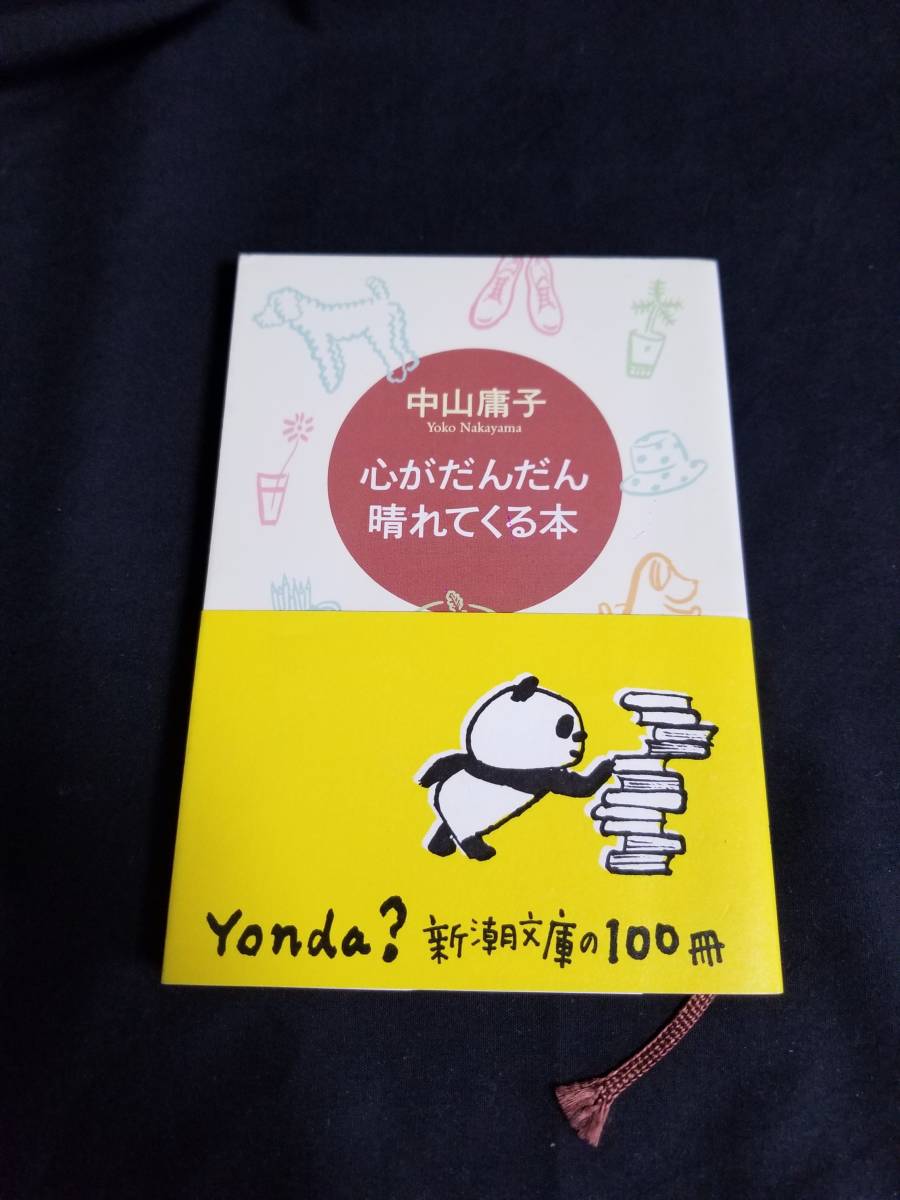 中山庸子
Yoko Nakayama
心がだんだん
晴れてくる本
Yonda? 新潮文庫の100冊